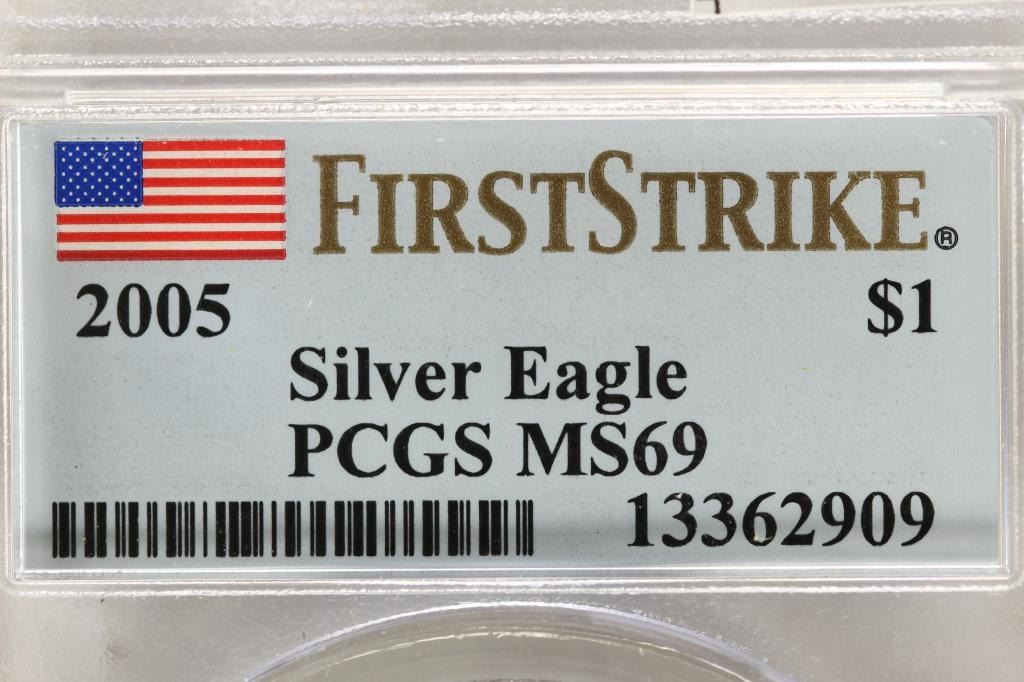 FIRSTSTRIKE®
2005 $1
Silver Eagle
PCGS MS69
13362909